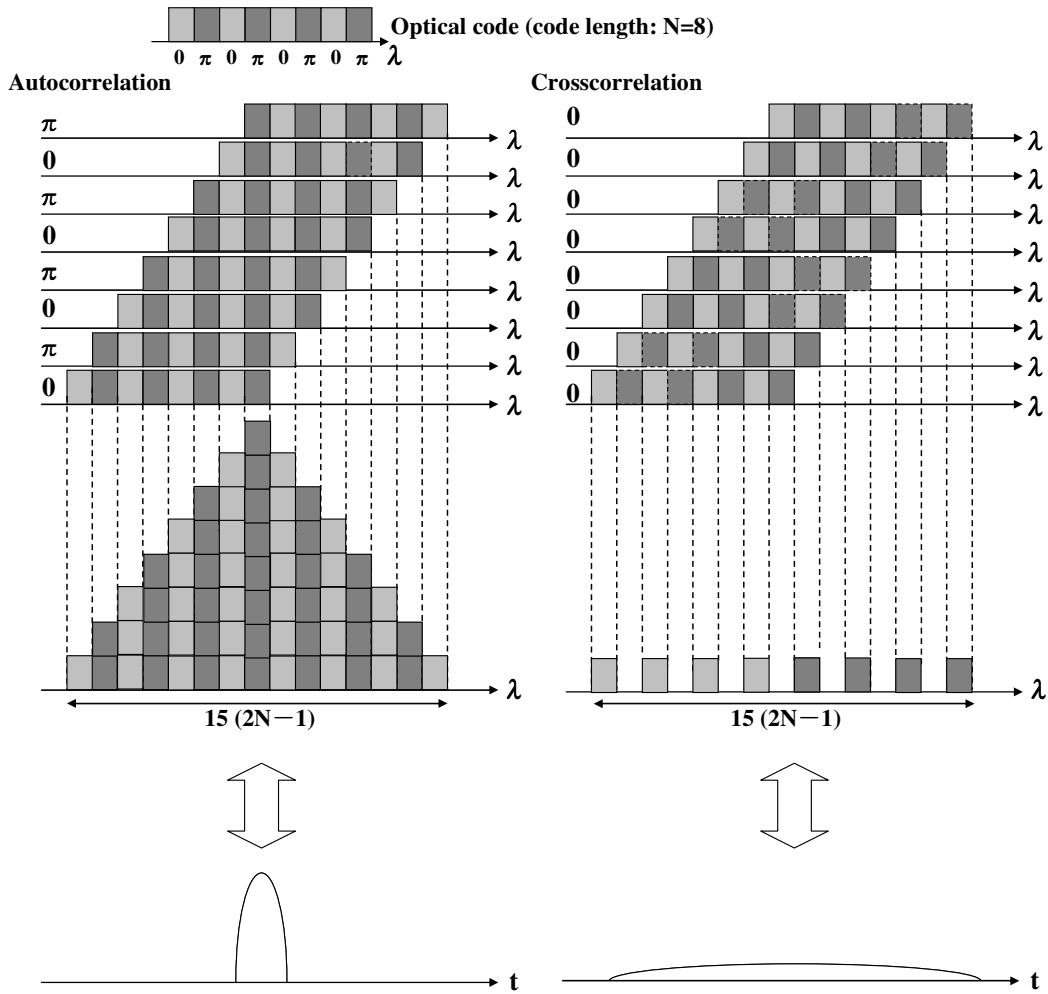 Optical code (code length: N=8)
0 π 0 π 0 π 0 π λ
Autocorrelation
π λ
0 λ
π λ
0 λ
π λ
0 λ
π λ
0 λ
λ
15 (2N−1)
t
Crosscorrelation
0 λ
0 λ
0 λ
0 λ
0 λ
0 λ
0 λ
0 λ
λ
15 (2N−1)
t